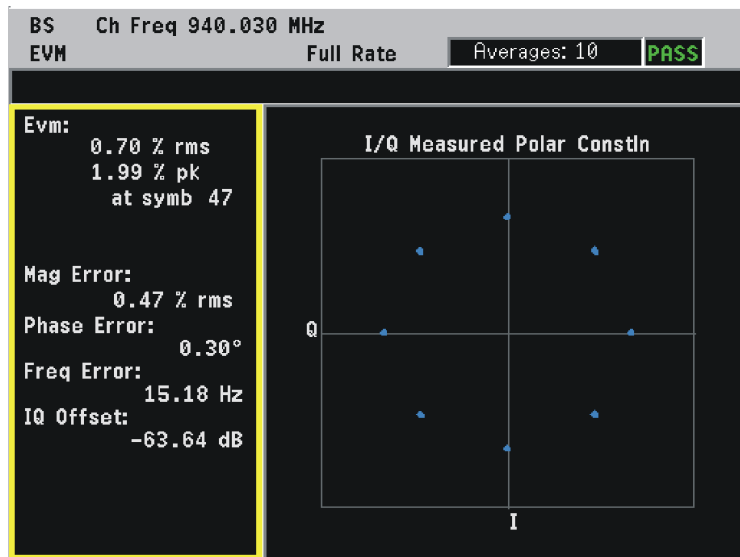 BS Ch Freq 940.030 MHz
EVM Full Rate Averages: 10 PASS
Evm:
0.70 % rms
1.99 % pk
at symb 47
Mag Error:
0.47 % rms
Phase Error:
0.30°
Freq Error:
15.18 Hz
IQ Offset:
-63.64 dB
I/Q Measured Polar Constln
Q
I